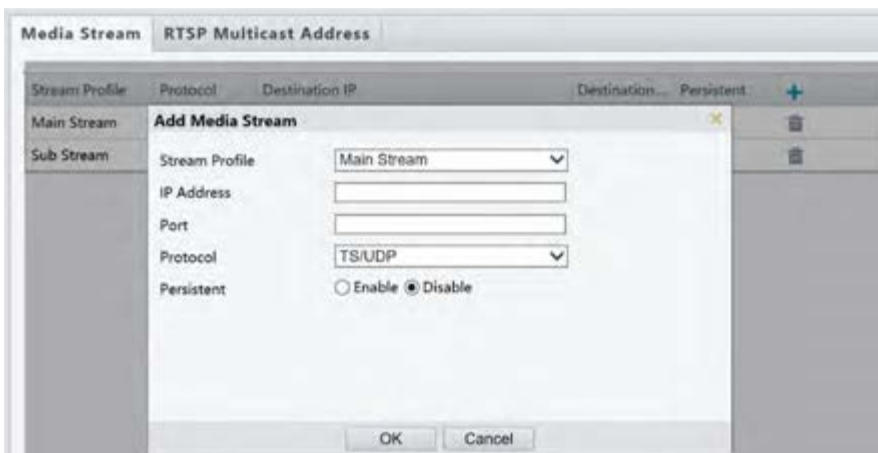 Media Stream RTSP Multicast Address
Stream Profile Protocol Destination IP Destination... Persistent
Main Stream
Sub Stream
Add Media Stream
Stream Profile Main Stream
IP Address
Port
Protocol TS/UDP
Persistent Enable Disable
OK Cancel